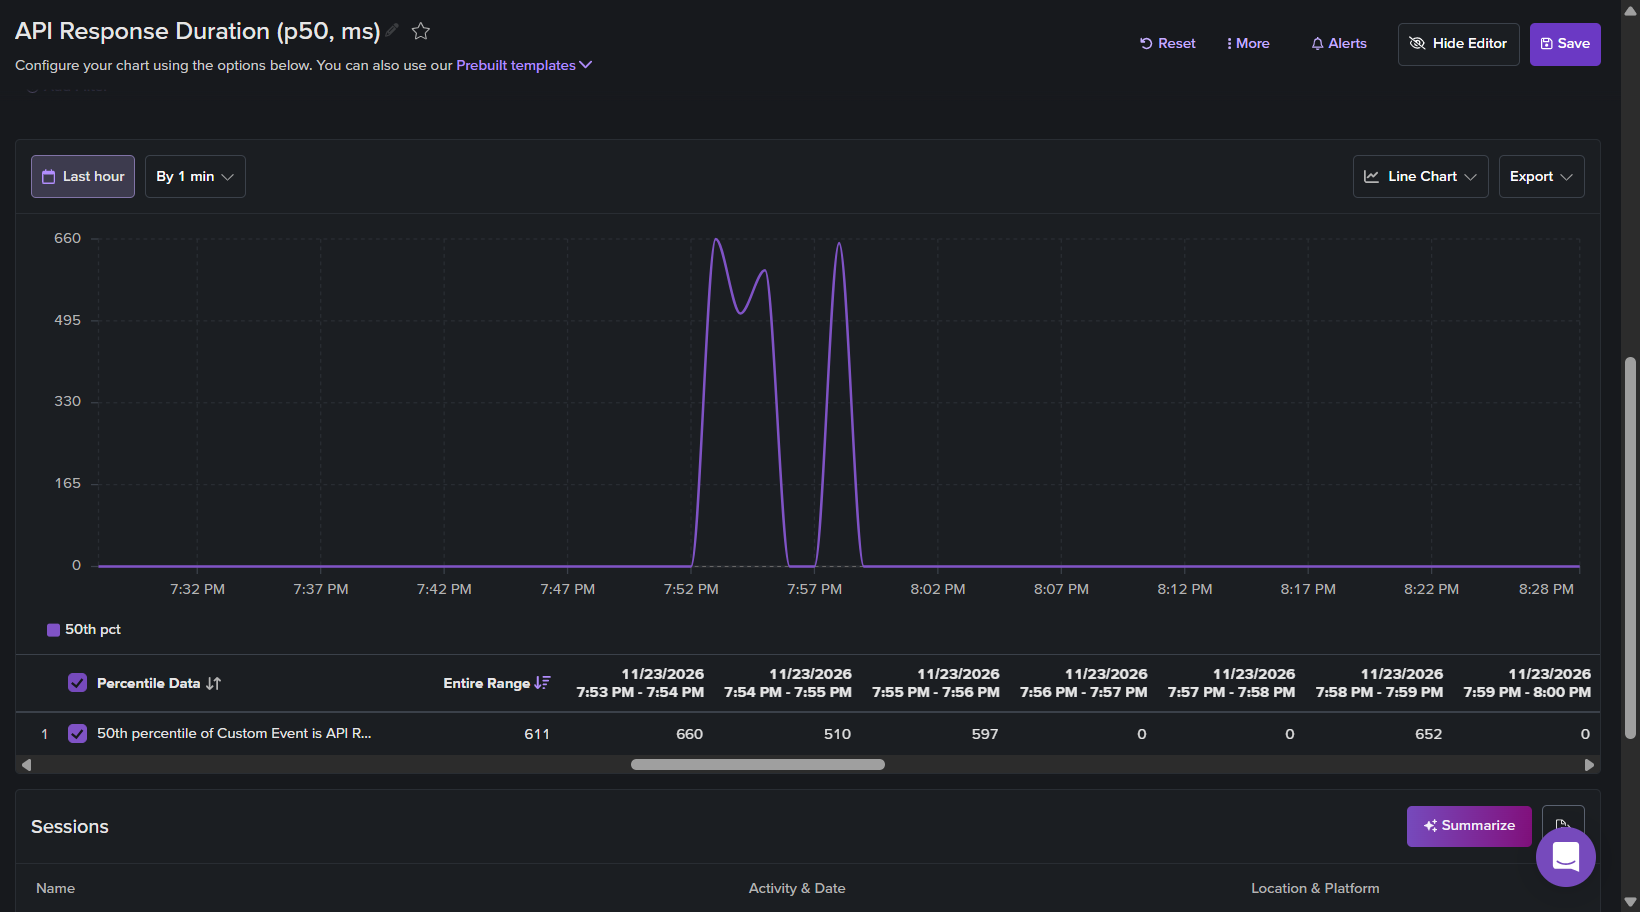 API Response Duration (p50, ms)
Reset
More
Alerts
Hide Editor
Save
Configure your chart using the options below. You can also use our Prebuilt templates
Last hour
By 1 min
Line Chart
Export
660
495
330
165
0
7:32 PM
7:37 PM
7:42 PM
7:47 PM
7:52 PM
7:57 PM
8:02 PM
8:07 PM
8:12 PM
8:17 PM
8:22 PM
8:28 PM
50th pct
Percentile Data
Entire Range
11/23/2026
7:53 PM - 7:54 PM
11/23/2026
7:54 PM - 7:55 PM
11/23/2026
7:55 PM - 7:56 PM
11/23/2026
7:56 PM - 7:57 PM
11/23/2026
7:57 PM - 7:58 PM
11/23/2026
7:58 PM - 7:59 PM
11/23/2026
7:59 PM - 8:00 PM
1 50th percentile of Custom Event is API R... 611 660 510 597 0 0 652 0
Sessions
Summarize
Name
Activity & Date
Location & Platform